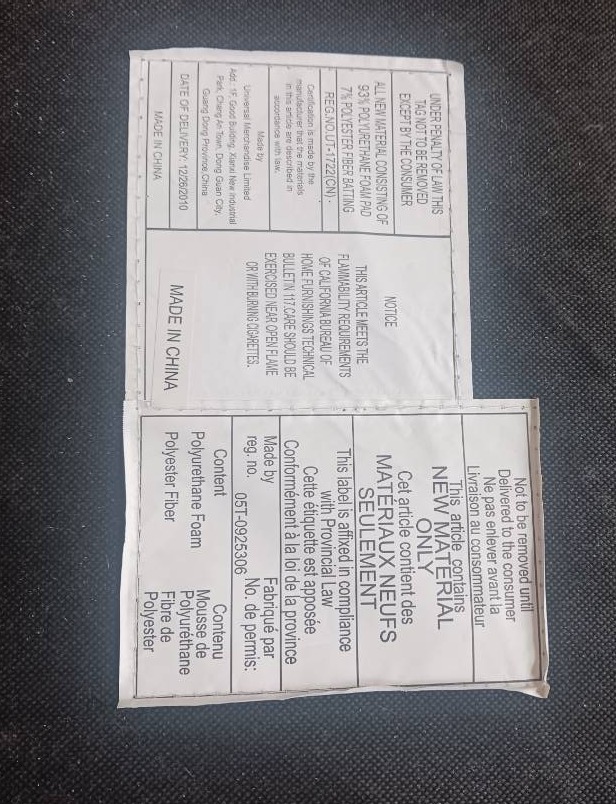 UNDER PENALTY OF LAW THIS
TAG NOT TO BE REMOVED
EXCEPT BY THE CONSUMER
ALL NEW MATERIAL CONSISTING OF
93% POLYURETHANE FOAM PAD
7% POLYESTER FIBER BATTING
REG.NO.UT-1722(CN)
Certification is made by the
manufacturer that the materials
in this article are described in
accordance with law.
Made by
Universal Merchandise Limited
Add : 1F, Good Building, Xianxi New Industrial
Park, Chang An Town, Dong Guan City,
Guang Dong Province,China
DATE OF DELIVERY: 12/26/2010
MADE IN CHINA
NOTICE
THIS ARTICLE MEETS THE
FLAMMABILITY REQUIREMENTS
OF CALIFORNIA BUREAU OF
HOME FURNISHINGS TECHNICAL
BULLETIN 117.CARE SHOULD BE
EXERCISED NEAR OPEN FLAME
OR WITH BURNING CIGARETTES.
MADE IN CHINA
Not to be removed until
Delivered to the consumer
Ne pas enlever avant la
Livraison au consommateur
This article contains
NEW MATERIAL
ONLY
Cet article contient des
MATÉRIAUX NEUFS
SEULEMENT
This label is affixed in compliance
with Provincial Law
Cette étiquette est apposée
Conformément à la loi de la province
Made by Fabriqué par
reg. no. No. de permis:
05T-0925306
Content Contenu
Polyurethane Foam Mousse de
Polyuréthane
Polyester Fiber Fibre de
Polyester